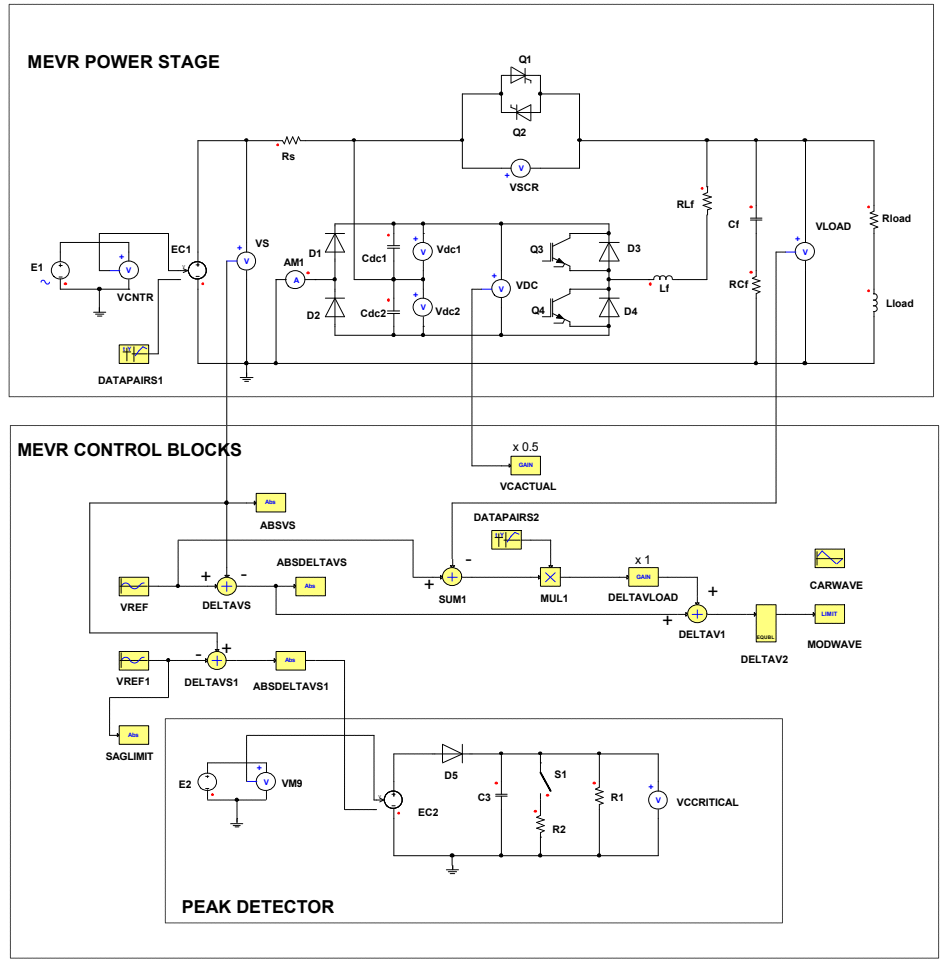 MEVR POWER STAGE
Q1
Q2
Rs
V
VSCR
RLf
Cf
VLOAD
V
Rload
EC1
VS
V
E1
V
VCNTR
D1
AM1
A
D2
Cdc1
V
Vdc1
Cdc2
V
Vdc2
V
VDC
Q3
D3
Q4
D4
Lf
RCf
Lload
DATAPAIRS1
MEVR CONTROL BLOCKS
x 0.5
GAIN
VCACTUAL
Abs
ABSVS
DATAPAIRS2
ABSDELTAVS
x 1
VREF
DELTAVS
Abs
SUM1
MUL1
GAIN
DELTAVLOAD
CARWAVE
DELTAV1
EQUBL
DELTAV2
LIMIT
MODWAVE
VREF1
DELTAVS1
Abs
ABSDELTAVS1
Abs
SAGLIMIT
E2
V
VM9
EC2
D5
C3
S1
R2
R1
V
VCCRITICAL
PEAK DETECTOR